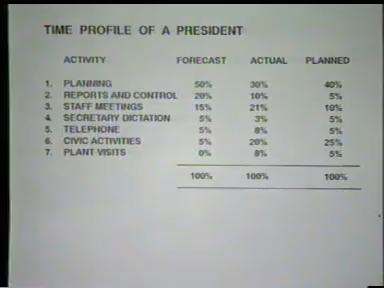 TIME PROFILE OF A PRESIDENT
ACTIVITY FORECAST ACTUAL PLANNED
1. PLANNING 50% 30% 40%
2. REPORTS AND CONTROL 20% 10% 5%
3. STAFF MEETINGS 15% 21% 10%
4. SECRETARY DICTATION 5% 3% 5%
5. TELEPHONE 5% 8% 5%
6. CIVIC ACTIVITIES 5% 20% 25%
7. PLANT VISITS 0% 8% 5%
100% 100% 100%